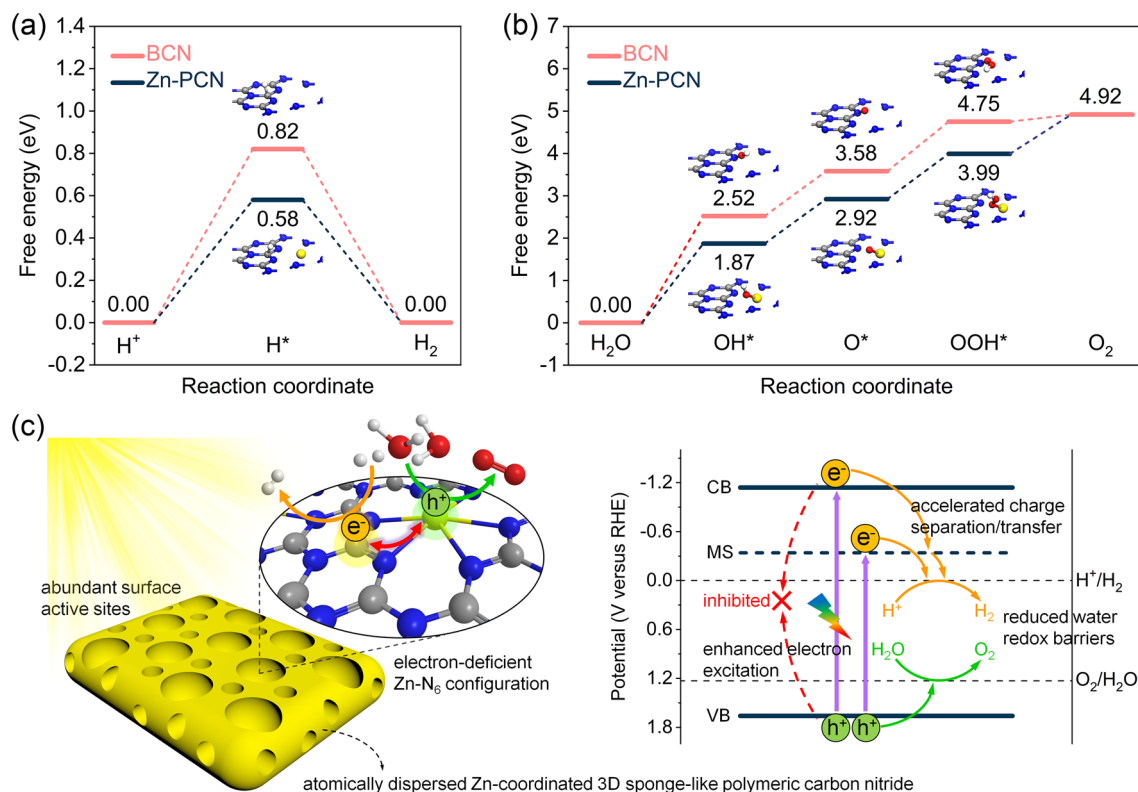 (a)
1.4
1.2
1.0
0.8
0.6
0.4
0.2
0.0
-0.2
Free energy (eV)
BCN
Zn-PCN
0.82
0.58
0.00
0.00
H⁺
H*
H₂
Reaction coordinate
(b)
7
6
5
4
3
2
1
0
-1
Free energy (eV)
BCN
Zn-PCN
0.00
2.52
1.87
3.58
2.92
4.75
3.99
4.92
H₂O
OH*
O*
OOH*
O₂
Reaction coordinate
(c)
abundant surface
active sites
e⁻
h⁺
electron-deficient
Zn-N₆ configuration
atomically dispersed Zn-coordinated 3D sponge-like polymeric carbon nitride
Potential (V versus RHE)
-1.2
-0.6
0.0
0.6
1.2
1.8
CB
MS
VB
e⁻
e⁻
accelerated charge
separation/transfer
H⁺/H₂
inhibited
H⁺
H₂
reduced water
redox barriers
enhanced electron
excitation
H₂O
O₂
O₂/H₂O
h⁺
h⁺